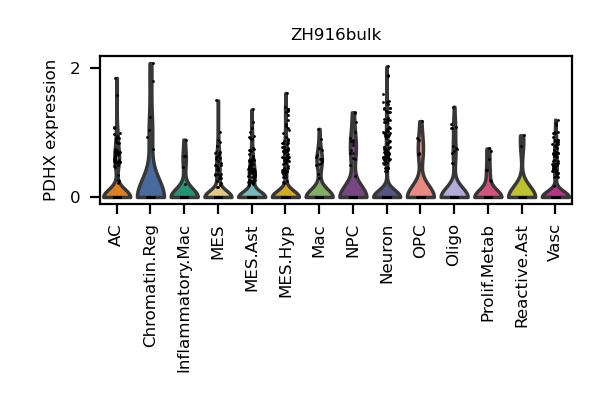 ZH916bulk
PDHX expression
2
0
AC
Chromatin.Reg
Inflammatory.Mac
MES
MES.Ast
MES.Hyp
Mac
NPC
Neuron
OPC
Oligo
Prolif.Metab
Reactive.Ast
Vasc